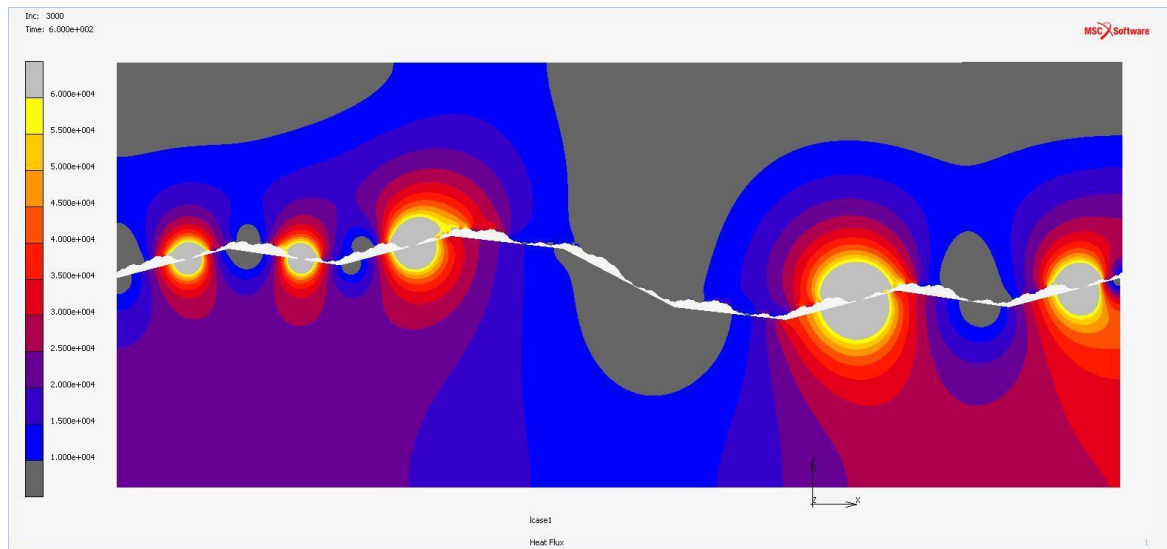 Inc: 3000
Time: 6.000e+002
MSC Software
6.000e+004
5.500e+004
5.000e+004
4.500e+004
4.000e+004
3.500e+004
3.000e+004
2.500e+004
2.000e+004
1.500e+004
1.000e+004
Y
Z X
lcase1
Heat Flux
1